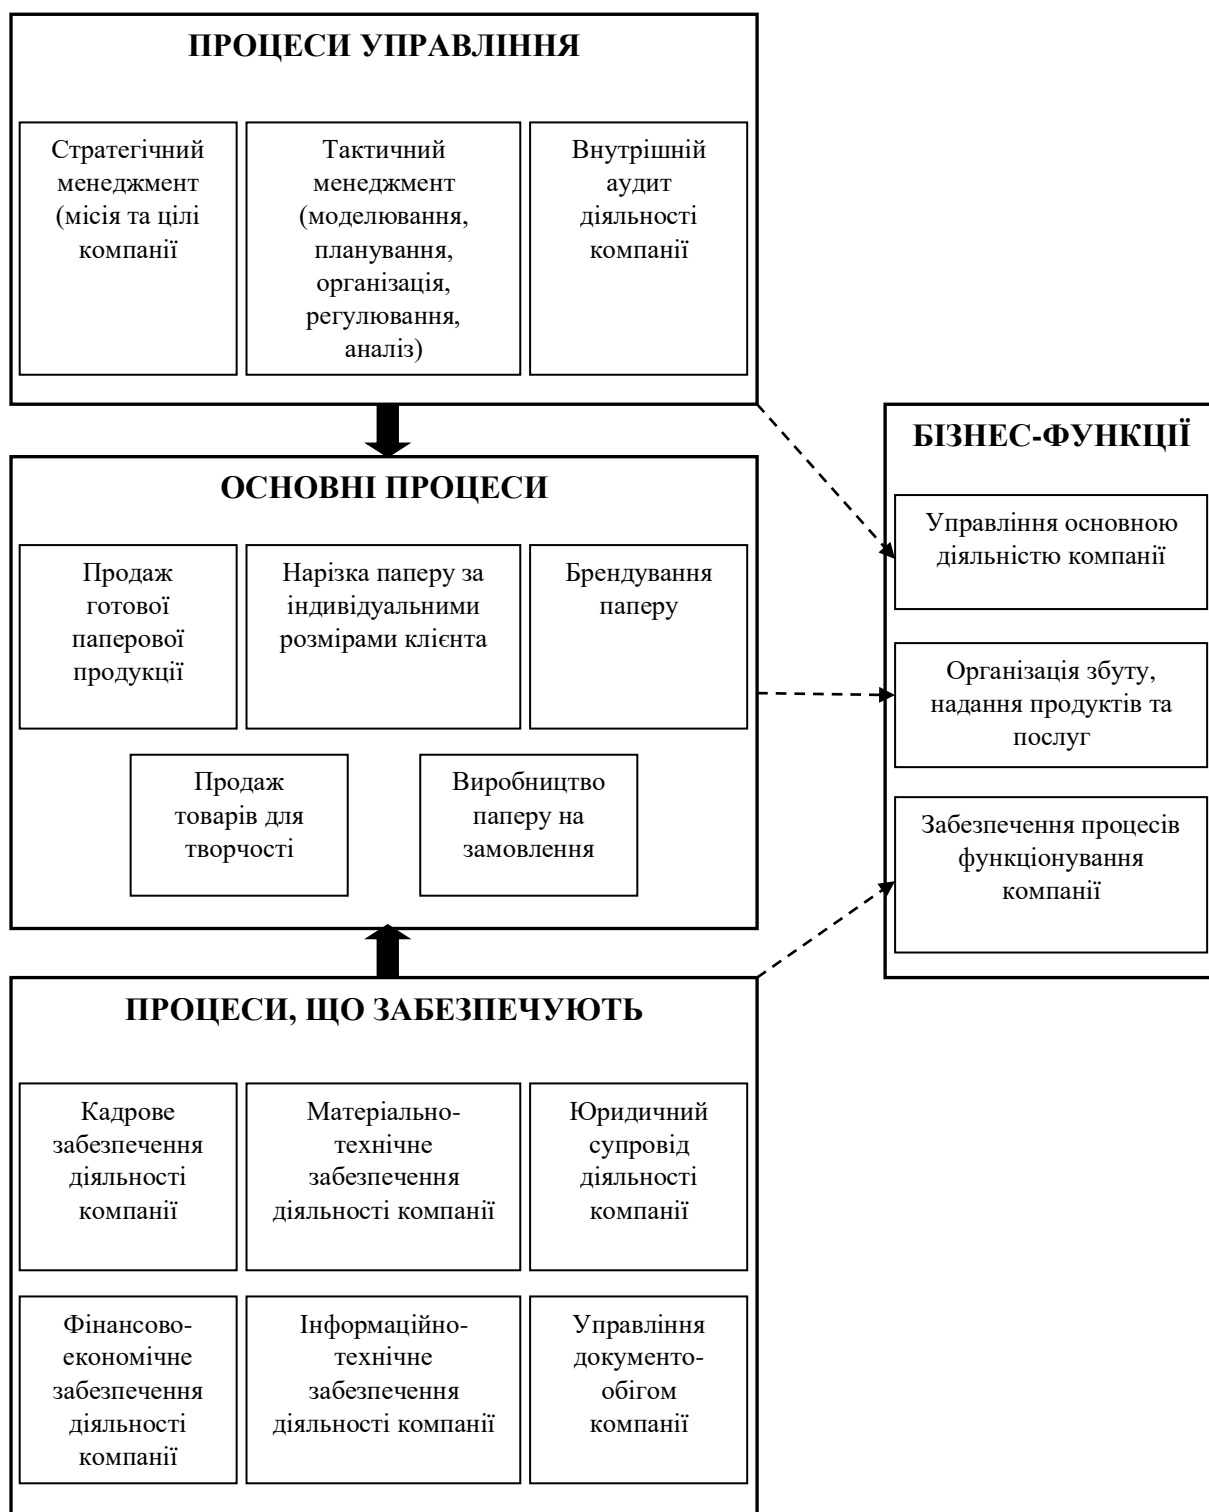 ПРОЦЕСИ УПРАВЛІННЯ
Стратегічний
менеджмент
(місія та цілі
компанії
Тактичний
менеджмент
(моделювання,
планування,
організація,
регулювання,
аналіз)
Внутрішній
аудит
діяльності
компанії
ОСНОВНІ ПРОЦЕСИ
Продаж
готової
паперової
продукції
Нарізка паперу за
індивідуальними
розмірами клієнта
Брендування
паперу
Продаж
товарів для
творчості
Виробництво
паперу на
замовлення
ПРОЦЕСИ, ЩО ЗАБЕЗПЕЧУЮТЬ
Кадрове
забезпечення
діяльності
компанії
Матеріально-
технічне
забезпечення
діяльності компанії
Юридичний
супровід
діяльності
компанії
Фінансово-
економічне
забезпечення
діяльності
компанії
Інформаційно-
технічне
забезпечення
діяльності компанії
Управління
документо-
обігом
компанії
БІЗНЕС-ФУНКЦІЇ
Управління основною
діяльністю компанії
Організація збуту,
надання продуктів та
послуг
Забезпечення процесів
функціонування
компанії